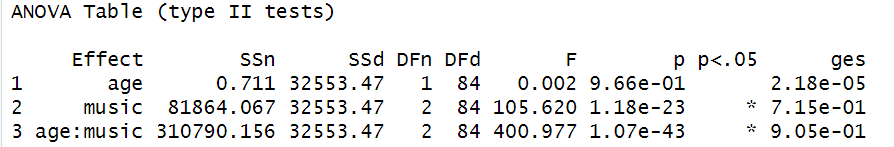 ANOVA Table (type II tests)
Effect SSn SSd DFn DFd F p p<.05 ges
1 age 0.711 32553.47 1 84 0.002 9.66e-01 2.18e-05
2 music 81864.067 32553.47 2 84 105.620 1.18e-23 * 7.15e-01
3 age:music 310790.156 32553.47 2 84 400.977 1.07e-43 * 9.05e-01